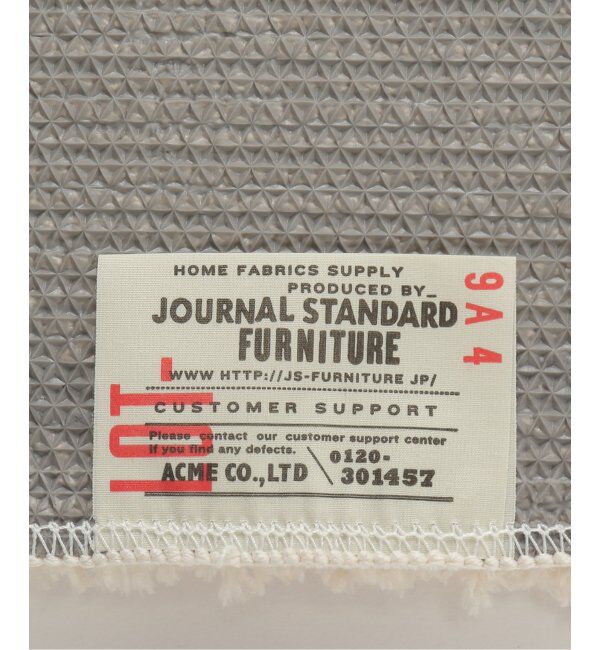 HOME FABRICS SUPPLY
PRODUCED BY_
JOURNAL STANDARD
FURNITURE
WWW HTTP://JS-FURNITURE JP/
CUSTOMER SUPPORT
Please contact our customer support center
if you find any defects.
ACME CO.,LTD \ 0120-
301457
LOT-
9A4